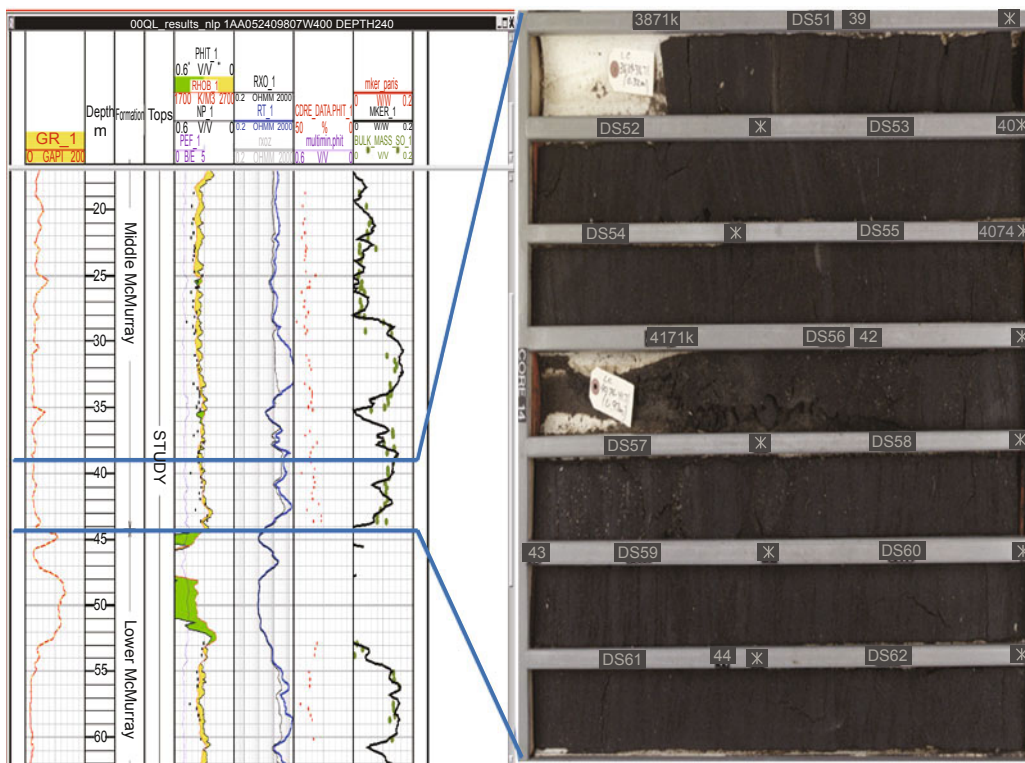 00QL_results_nlp 1AA052409807W400 DEPTH240
GR_1
0 GAPI 200
Depth
m
Formation
Tops
PHIT_1
0.6 V/V 0
RHOB_1
1700 K/M3 2700
NP_1
0.6 V/V 0
PEF_1
0 B/E 5
RXO_1
0.2 OHMM 2000
RT_1
0.2 OHMM 2000
rxoz
0.2 OHMM 2000
CORE_DATA.PHIT_1
50 % 0
multimin.phit
0.6 V/V 0
mker_paris
0 W/W 0.2
MKER_1
0 W/W 0.2
BULK_MASS_SO_1
0 V/V 0.2
20
25
30
35
40
45
50
55
60
Middle McMurray
Lower McMurray
STUDY
3871k DS51 39
DS52 DS53 40
DS54 DS55 4074
4171k DS56 42
CORE 14
DS57 DS58
43 DS59 DS60
DS61 44 DS62